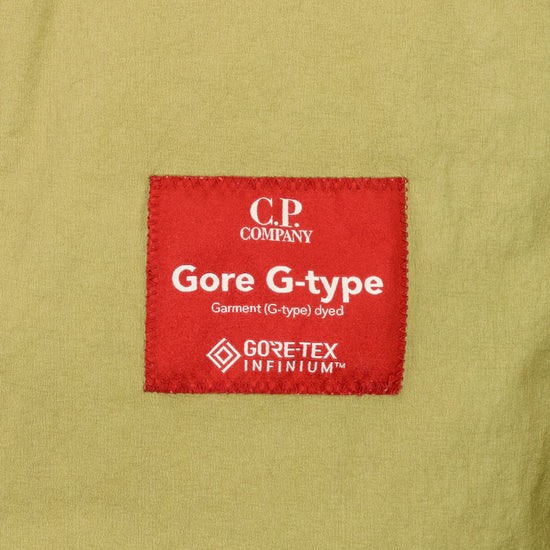 C.P.
COMPANY
Gore G-type
Garment (G-type) dyed
GORE-TEX
INFINIUM™